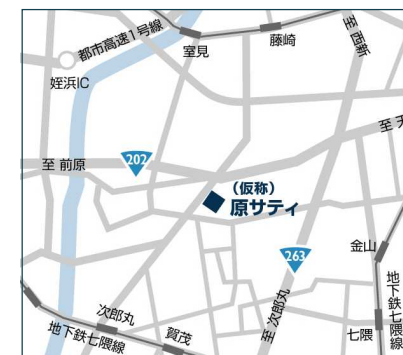 都市高速1号線
室見
藤崎
至 西新
姪浜IC
至 天
至 前原
202
(仮称)
原サティ
263
金山
地下鉄七隈線
次郎丸
地下鉄七隈線
賀茂
至 次郎丸
七隈